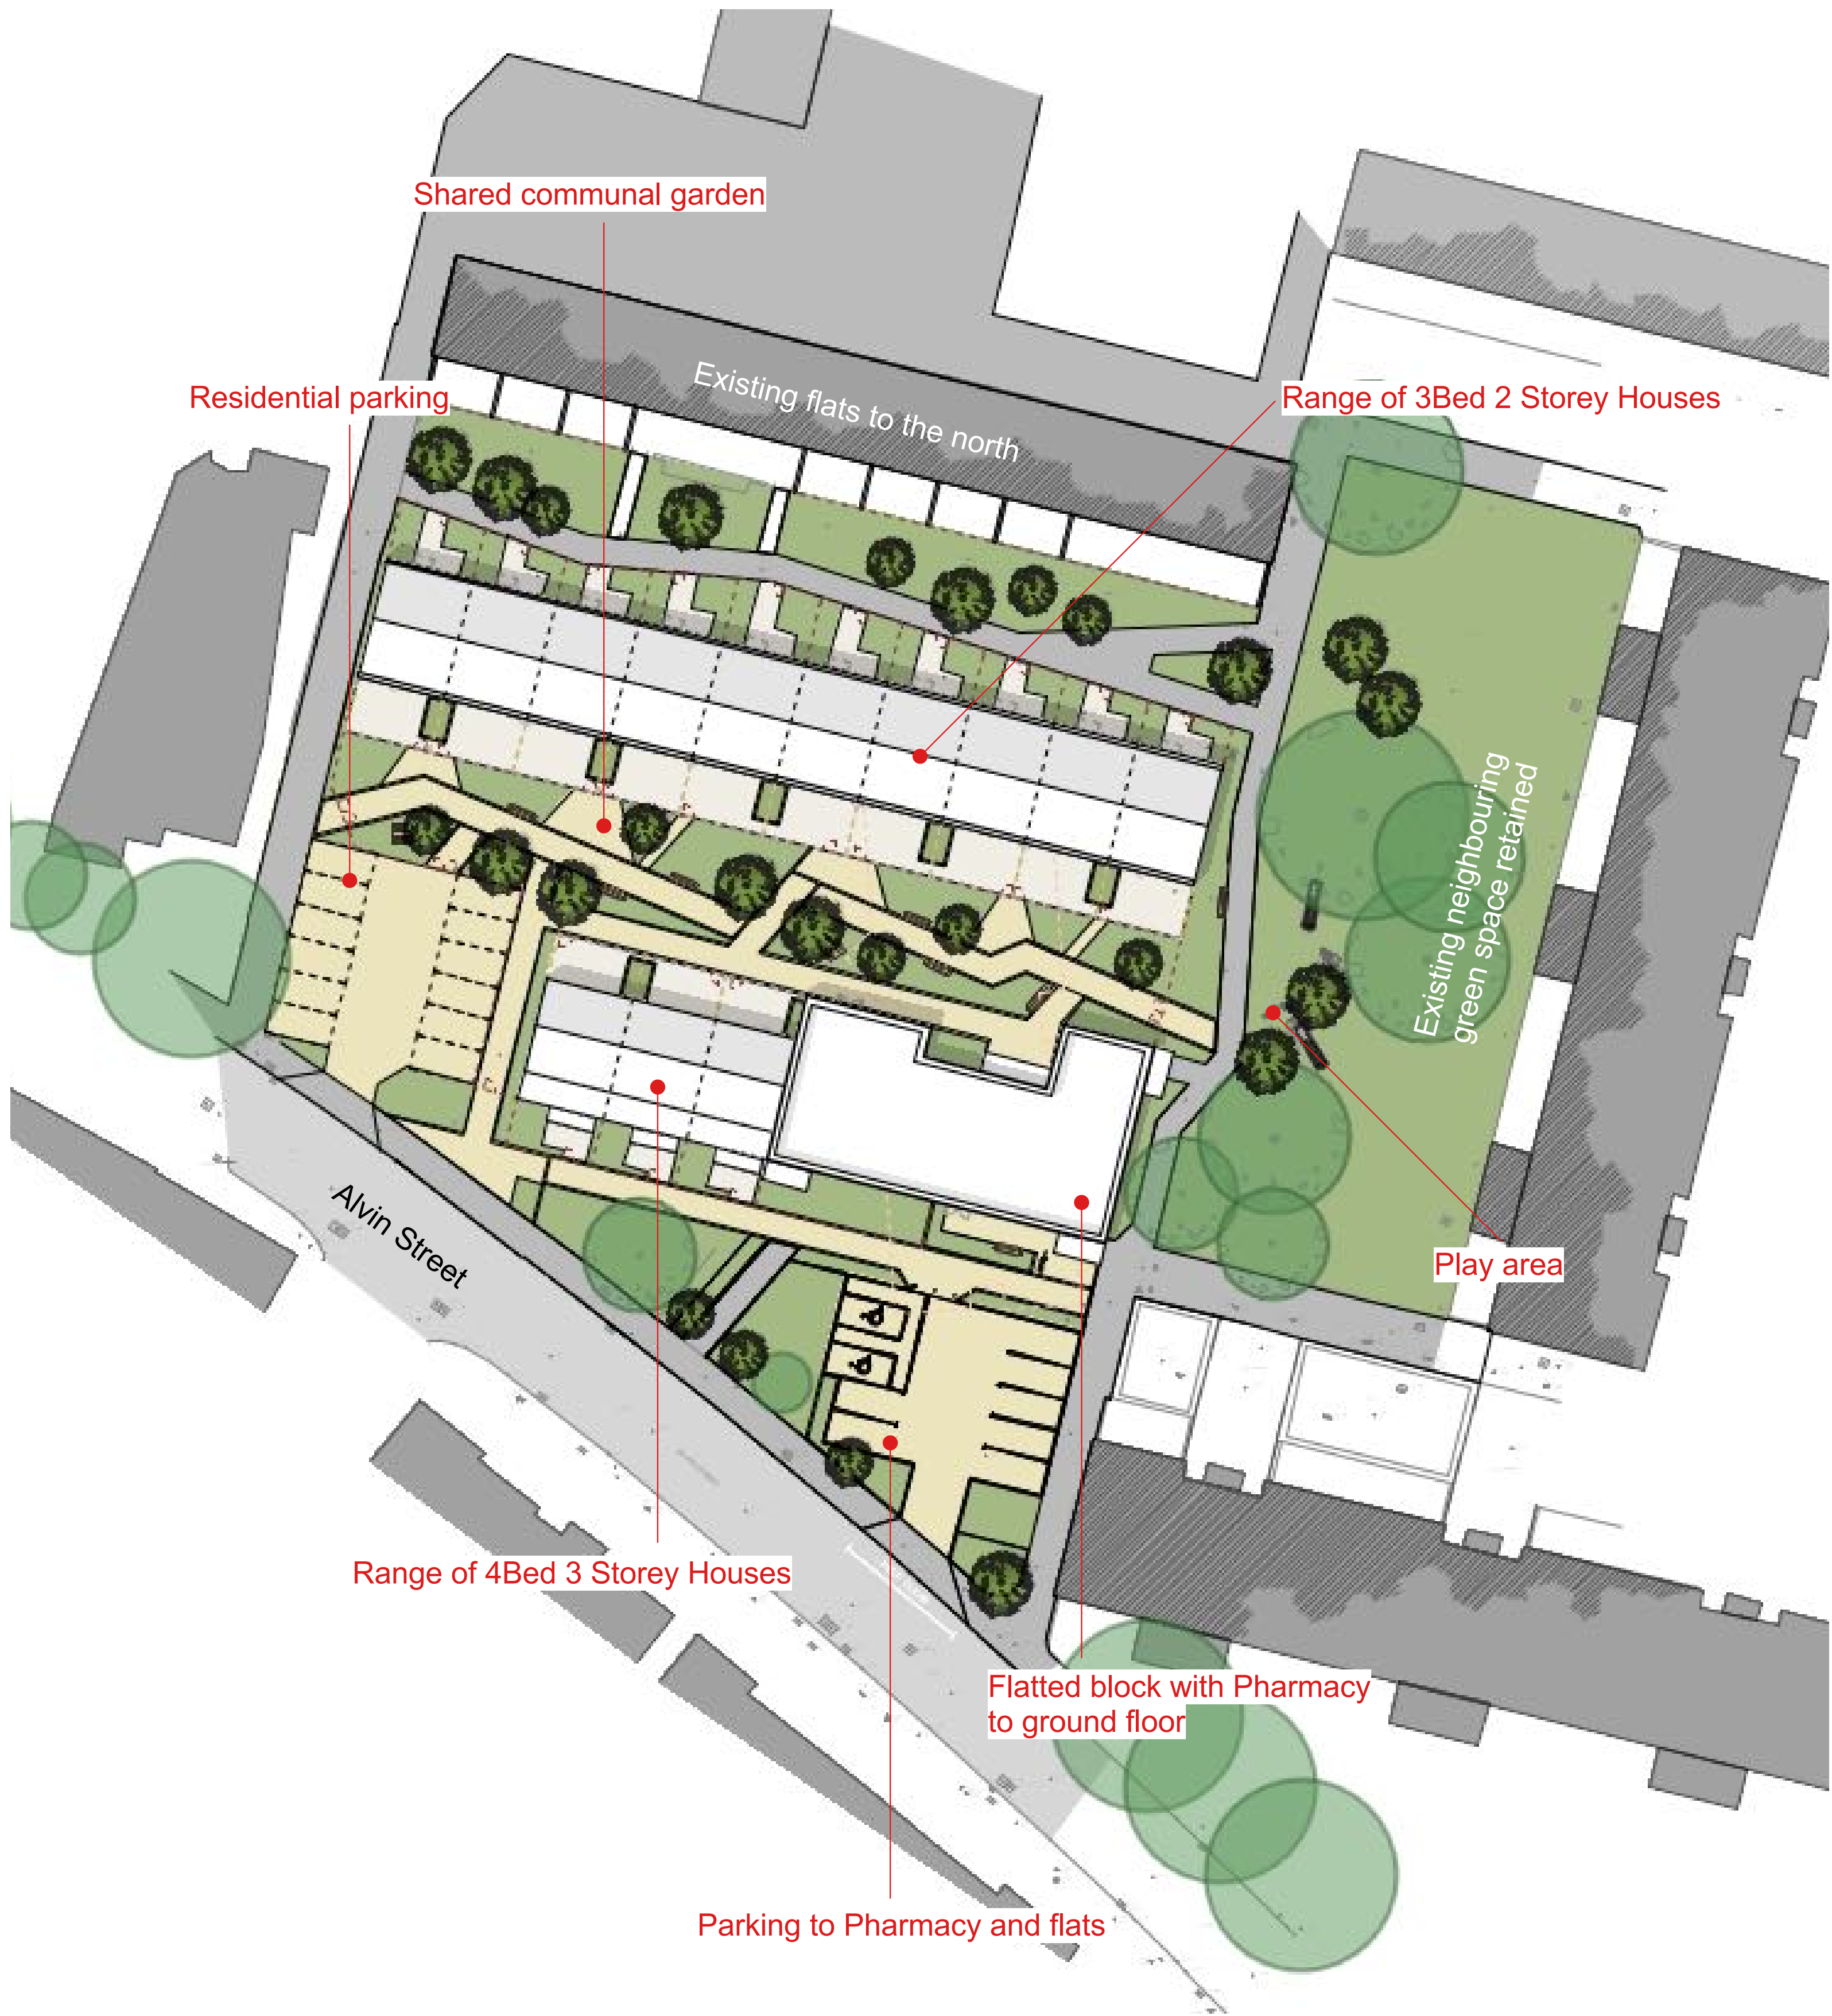 Shared communal garden
Existing flats to the north
Residential parking
Range of 3Bed 2 Storey Houses
Existing neighbouring
green space retained
Alvin Street
Play area
Range of 4Bed 3 Storey Houses
Flatted block with Pharmacy
to ground floor
Parking to Pharmacy and flats